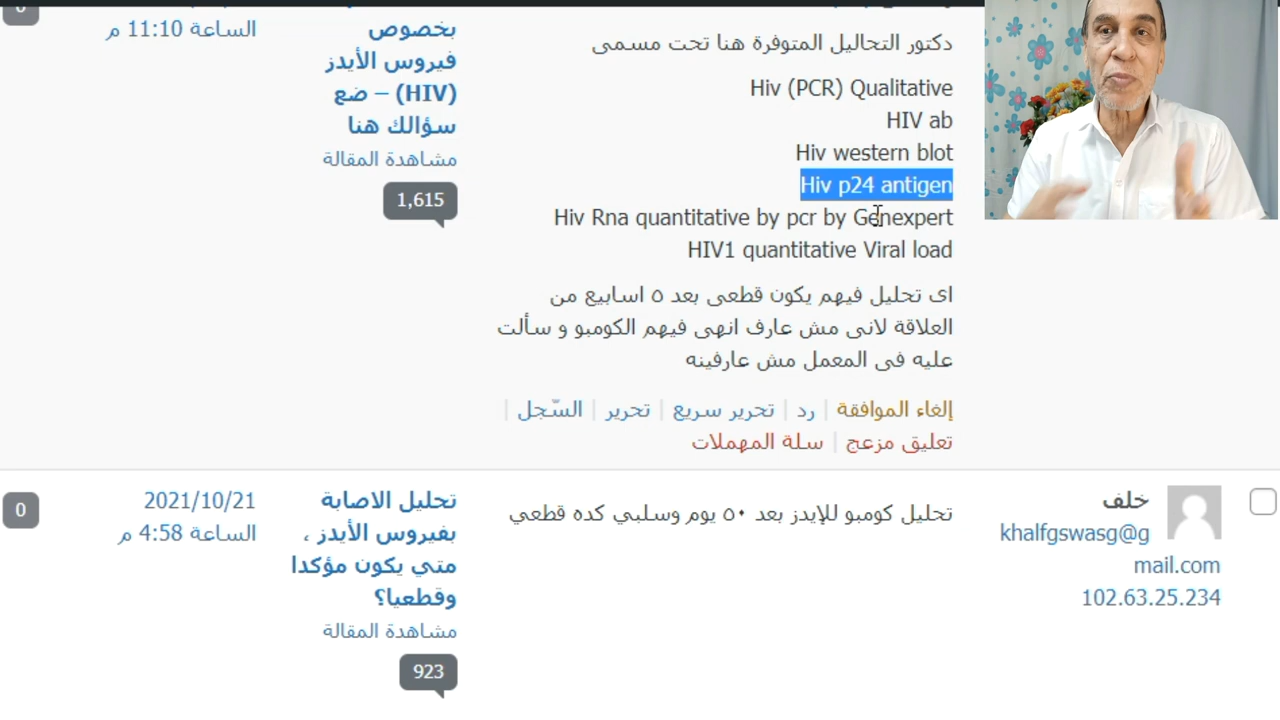 دكتور التحاليل المتوفرة هنا تحت مسمى
Hiv (PCR) Qualitative
HIV ab
Hiv western blot
Hiv p24 antigen
Hiv Rna quantitative by pcr by Genexpert
HIV1 quantitative Viral load
اى تحليل فيهم يكون قطعى بعد ٥ اسابيع من
العلاقة لانى مش عارف انهى فيهم الكومبو و سألت
عليه فى المعمل مش عارفينه
إلغاء الموافقة | رد | تحرير سريع | تحرير | السّجل |
تعليق مزعج | سلة المهملات
بخصوص
فيروس الأيدز
(HIV) – ضع
سؤالك هنا
مشاهدة المقالة
1,615
الساعة 11:10 م
0
خلف
khalfgswasg@g
mail.com
102.63.25.234
تحليل كومبو للإيدز بعد ٥٠ يوم وسلبي كده قطعي
تحليل الاصابة
بفيروس الأيدز ،
متي يكون مؤكدا
وقطعيا؟
مشاهدة المقالة
923
2021/10/21
الساعة 4:58 م
0